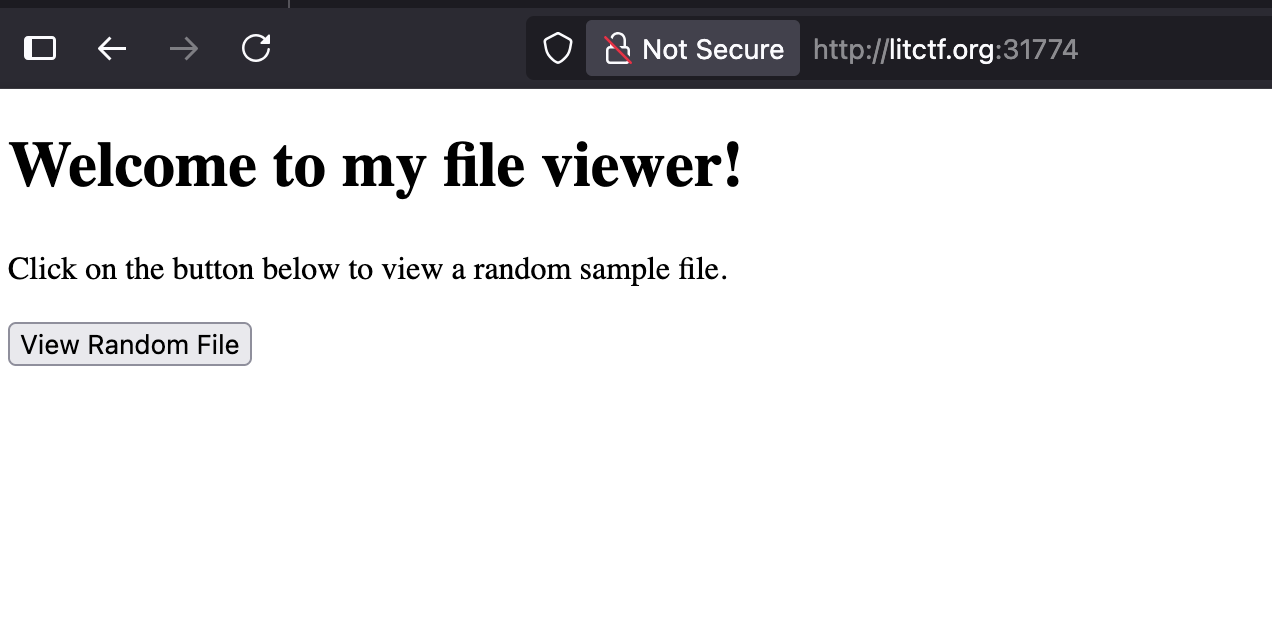 Not Secure http://litctf.org:31774
Welcome to my file viewer!
Click on the button below to view a random sample file.
View Random File